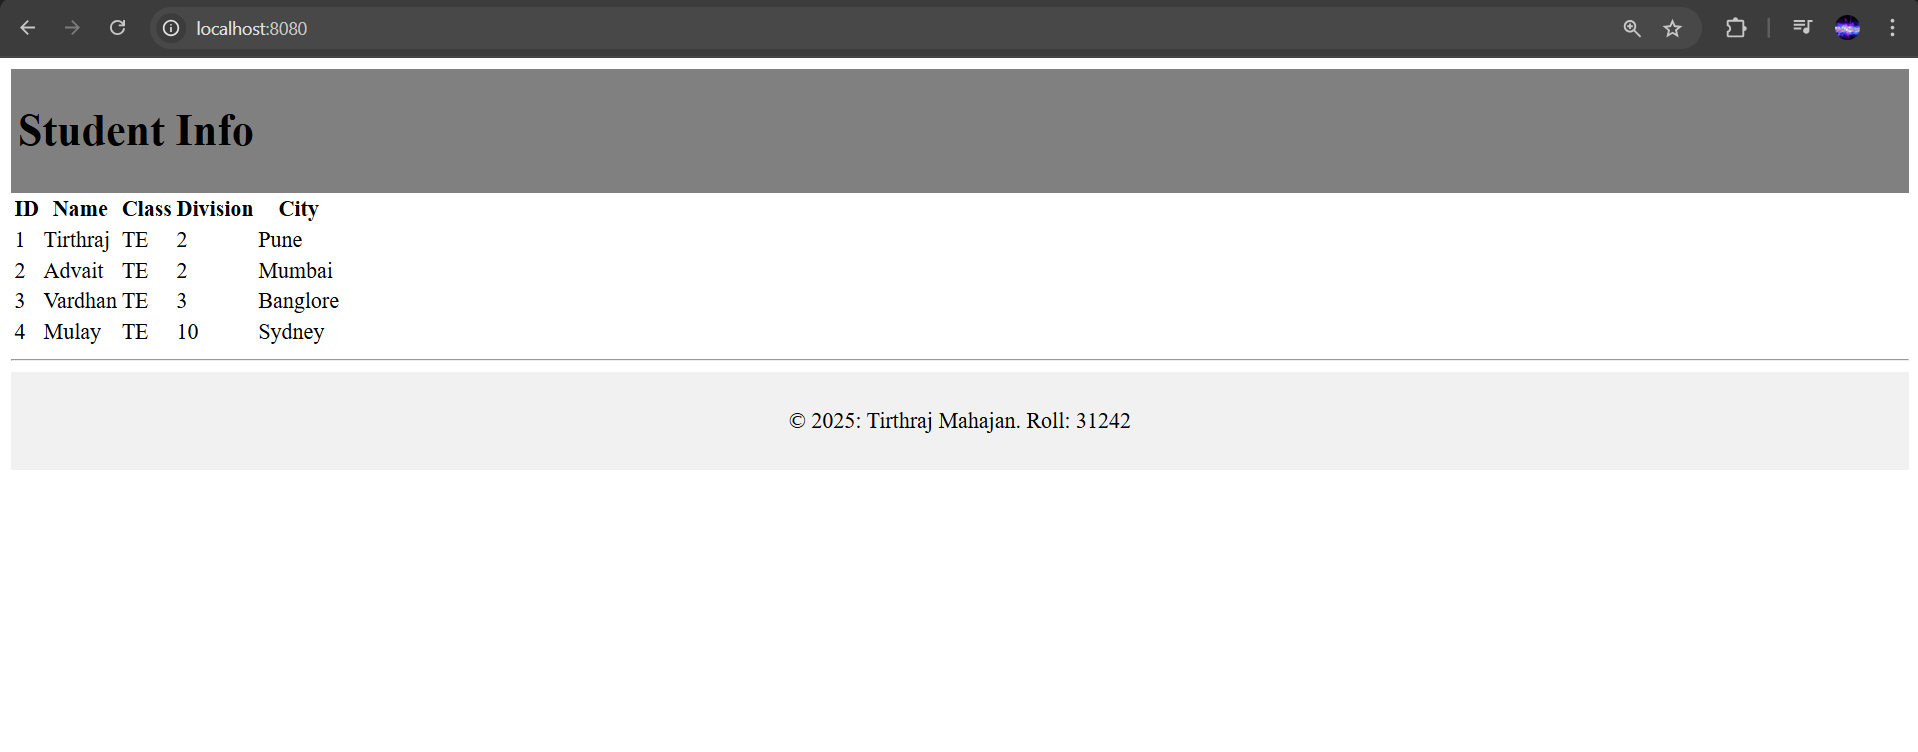 localhost:8080
Student Info
ID Name Class Division City
1 Tirthraj TE 2 Pune
2 Advait TE 2 Mumbai
3 Vardhan TE 3 Banglore
4 Mulay TE 10 Sydney
© 2025: Tirthraj Mahajan. Roll: 31242